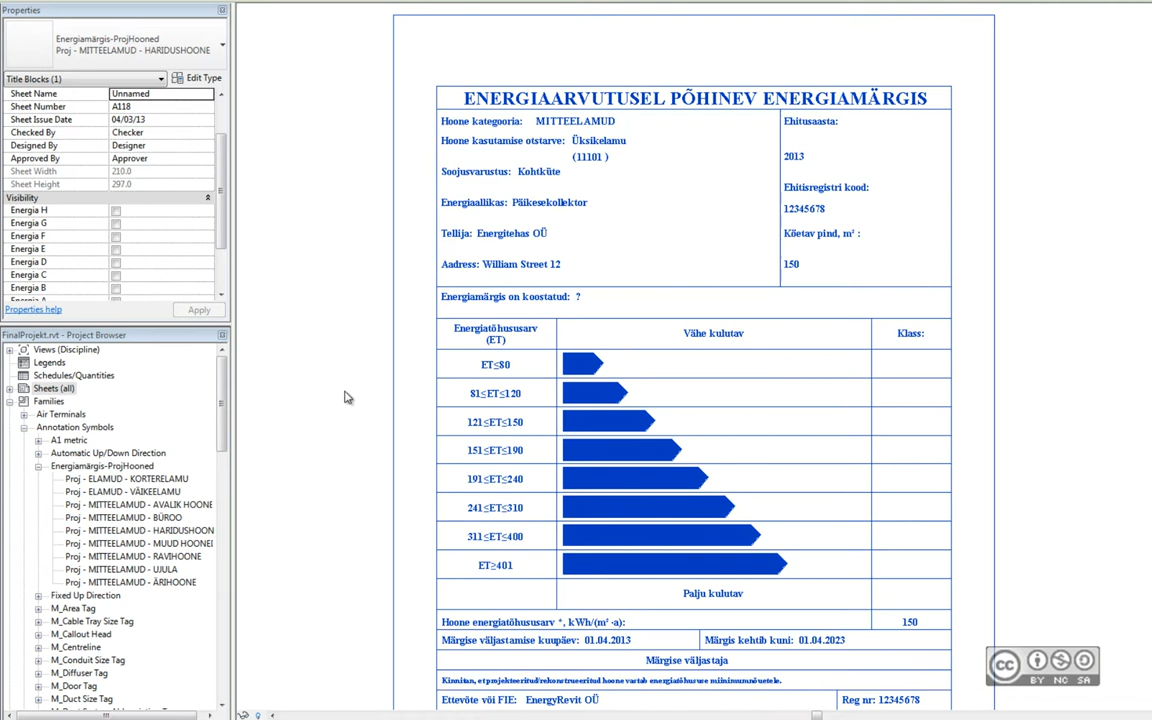 Properties
Energiamärgis-ProjHooned
Proj - MITTEELAMUD - HARIDUSHOONE
Title Blocks (1)
Edit Type
Sheet Name Unnamed
Sheet Number A118
Sheet Issue Date 04/03/13
Checked By Checker
Designed By Designer
Approved By Approver
Sheet Width 210.0
Sheet Height 297.0
Visibility
Energia H
Energia G
Energia F
Energia E
Energia D
Energia C
Energia B
Properties help
Apply
FinalProjekt.rvt - Project Browser
Views (Discipline)
Legends
Schedules/Quantities
Sheets (all)
Families
Air Terminals
Annotation Symbols
A1 metric
Automatic Up/Down Direction
Energiamärgis-ProjHooned
Proj - ELAMUD - KORTERELAMU
Proj - ELAMUD - VÄIKEELAMU
Proj - MITTEELAMUD - AVALIK HOONE
Proj - MITTEELAMUD - BÜROO
Proj - MITTEELAMUD - HARIDUSHOON
Proj - MITTEELAMUD - MUUD HOONEI
Proj - MITTEELAMUD - RAVIHOONE
Proj - MITTEELAMUD - UJULA
Proj - MITTEELAMUD - ÄRIHOONE
Fixed Up Direction
M_Area Tag
M_Cable Tray Size Tag
M_Callout Head
M_Centreline
M_Conduit Size Tag
M_Diffuser Tag
M_Door Tag
M_Duct Size Tag
ENERGIAARVUTUSEL PÕHINEV ENERGIAMÄRGIS
Hoone kategooria: MITTEELAMUD
Ehitusaasta:
Hoone kasutamise otstarve: Üksikelamu
(11101 )
2013
Soojusvarustus: Kohtküte
Ehitisregistri kood:
Energiaallikas: Päikesekollektor
12345678
Tellija: Energitehas OÜ
Köetav pind, m² :
Aadress: William Street 12
150
Energiamärgis on koostatud: ?
Energiatõhususarv
(ET)
Vähe kulutav
Klass:
ET≤80
81≤ET≤120
121≤ET≤150
151≤ET≤190
191≤ET≤240
241≤ET≤310
311≤ET≤400
ET≥401
Palju kulutav
Hoone energiatõhususarv *, kWh/(m² ·a): 150
Märgise väljastamise kuupäev: 01.04.2013
Märgis kehtib kuni: 01.04.2023
Märgise väljastaja
Kinnitan, et projekteeritud/rekonstrueeritud hoone vastab energiatõhususe miinimumnõuetele.
Ettevõte või FIE: EnergyRevit OÜ
Reg nr: 12345678
cc
BY NC SA